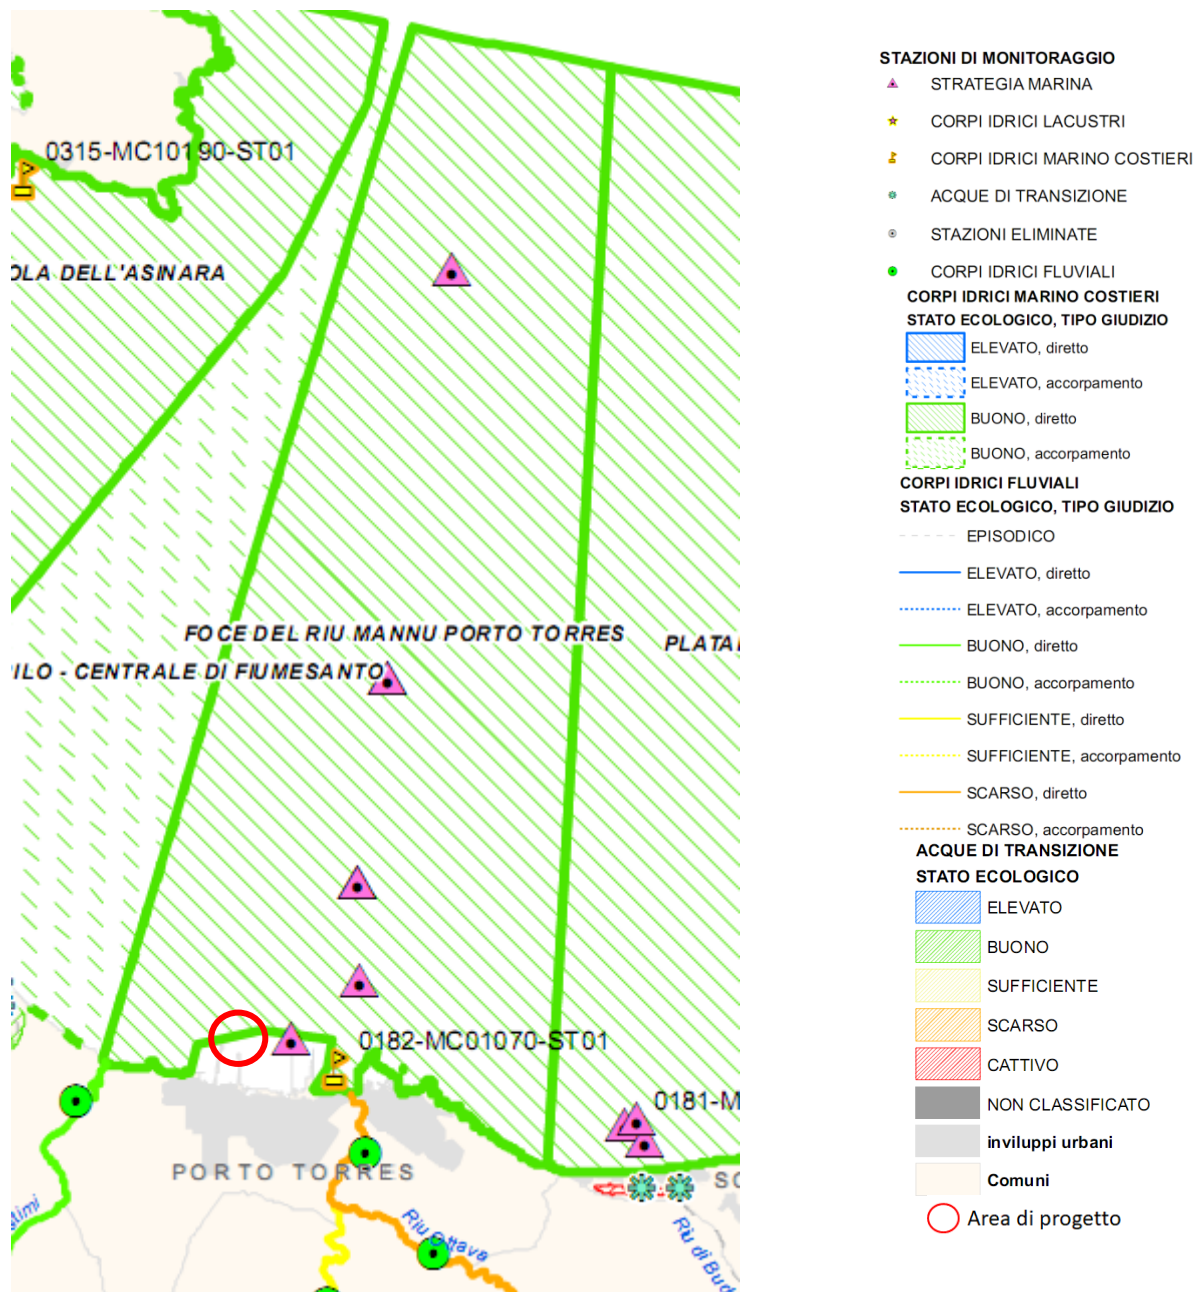 0315-MC10190-ST01
OLA DELL'ASINARA
FOCE DEL RIU MANNU PORTO TORRES
PLATA
ILO - CENTRALE DI FIUMESANTO
0182-MC01070-ST01
0181-M
PORTO TORRES
SO
Riu Ottava
Riu di Bud
STAZIONI DI MONITORAGGIO
STRATEGIA MARINA
CORPI IDRICI LACUSTRI
CORPI IDRICI MARINO COSTIERI
ACQUE DI TRANSIZIONE
STAZIONI ELIMINATE
CORPI IDRICI FLUVIALI
CORPI IDRICI MARINO COSTIERI
STATO ECOLOGICO, TIPO GIUDIZIO
ELEVATO, diretto
ELEVATO, accorpamento
BUONO, diretto
BUONO, accorpamento
CORPI IDRICI FLUVIALI
STATO ECOLOGICO, TIPO GIUDIZIO
EPISODICO
ELEVATO, diretto
ELEVATO, accorpamento
BUONO, diretto
BUONO, accorpamento
SUFFICIENTE, diretto
SUFFICIENTE, accorpamento
SCARSO, diretto
SCARSO, accorpamento
ACQUE DI TRANSIZIONE
STATO ECOLOGICO
ELEVATO
BUONO
SUFFICIENTE
SCARSO
CATTIVO
NON CLASSIFICATO
inviluppi urbani
Comuni
Area di progetto